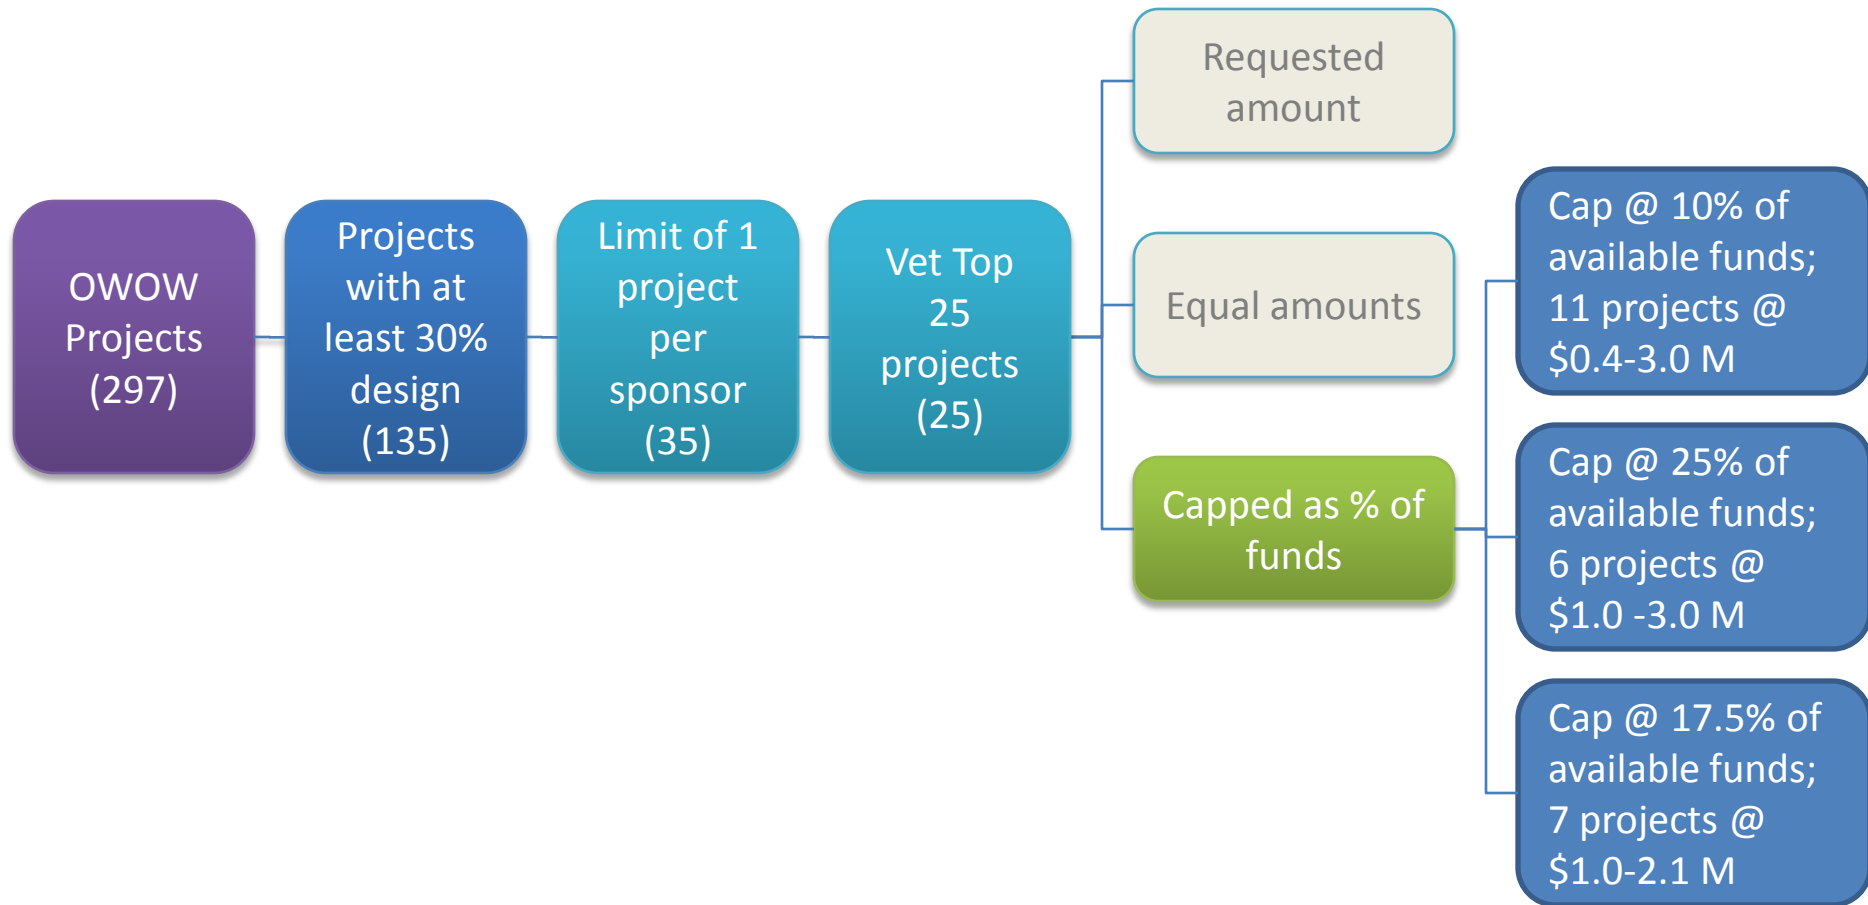 OWOW
Projects
(297)
Projects
with at
least 30%
design
(135)
Limit of 1
project
per
sponsor
(35)
Vet Top
25
projects
(25)
Requested
amount
Equal amounts
Capped as % of
funds
Cap @ 10% of
available funds;
11 projects @
$0.4-3.0 M
Cap @ 25% of
available funds;
6 projects @
$1.0 -3.0 M
Cap @ 17.5% of
available funds;
7 projects @
$1.0-2.1 M